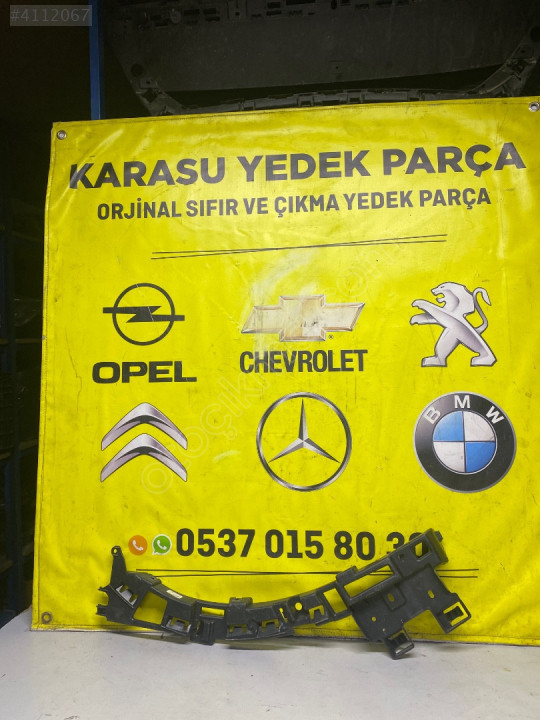 #4112067
KARASU YEDEK PARÇA
ORJİNAL SIFIR VE ÇIKMA YEDEK PARÇA
OPEL
CHEVROLET
BMW
0537 015 80